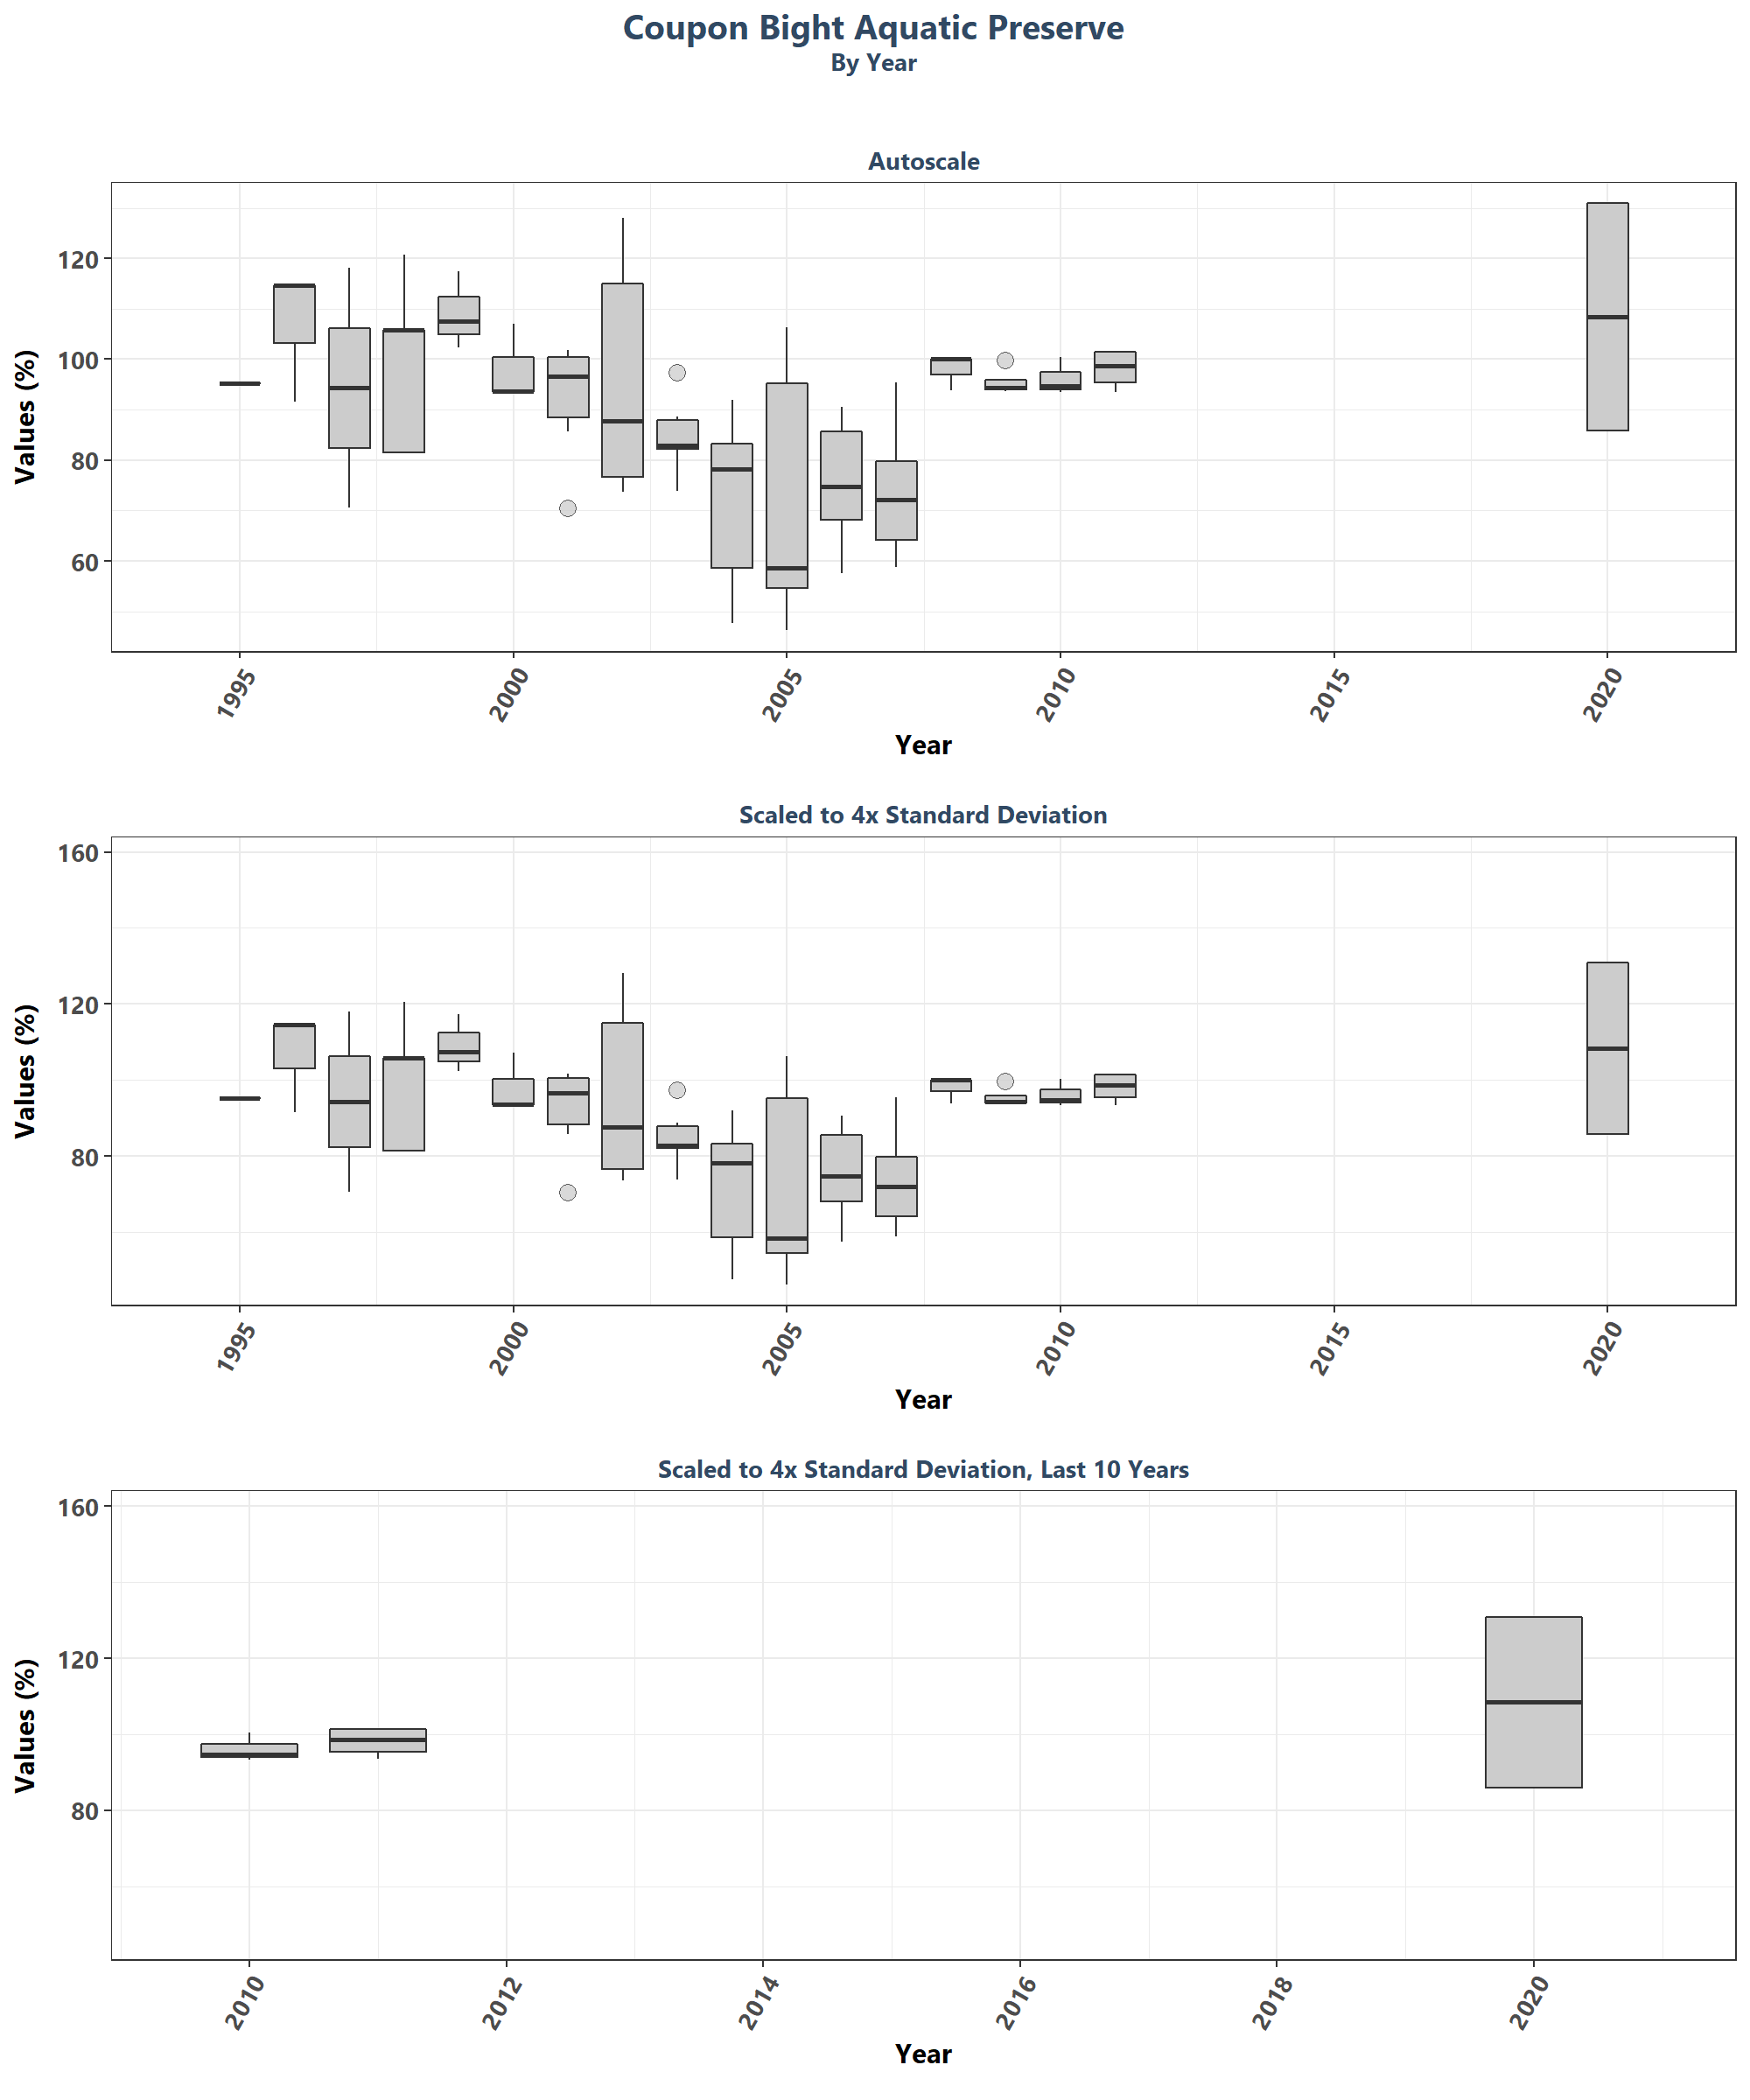 Coupon Bight Aquatic Preserve
By Year
Autoscale
Values (%)
120
100
80
60
1995 2000 2005 2010 2015 2020
Year
Scaled to 4x Standard Deviation
Values (%)
160
120
80
1995 2000 2005 2010 2015 2020
Year
Scaled to 4x Standard Deviation, Last 10 Years
Values (%)
160
120
80
2010 2012 2014 2016 2018 2020
Year